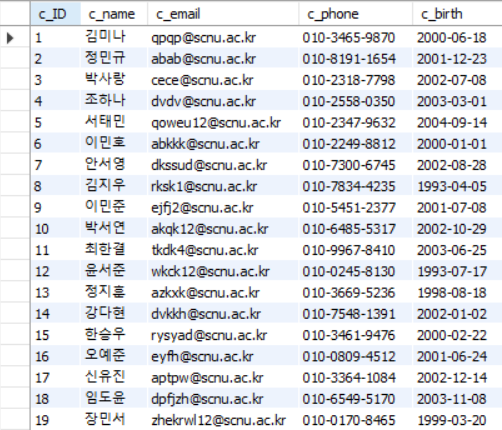 c_ID c_name c_email c_phone c_birth
1 김미나 qpqp@scnu.ac.kr 010-3465-9870 2000-06-18
2 정민규 abab@scnu.ac.kr 010-8191-1654 2001-12-23
3 박사랑 cece@scnu.ac.kr 010-2318-7798 2002-07-08
4 조하나 dvdv@scnu.ac.kr 010-2558-0350 2003-03-01
5 서태민 qoweu12@scnu.ac.kr 010-2347-9632 2004-09-14
6 이민호 abkkk@scnu.ac.kr 010-2249-8812 2000-01-01
7 안서영 dkssud@scnu.ac.kr 010-7300-6745 2002-08-28
8 김지우 rksk1@scnu.ac.kr 010-7834-4235 1993-04-05
9 이민준 ejfj2@scnu.ac.kr 010-5451-2377 2001-07-08
10 박서연 akqk12@scnu.ac.kr 010-6485-5317 2002-10-29
11 최한결 tkdk4@scnu.ac.kr 010-9967-8410 2003-06-25
12 윤서준 wkck12@scnu.ac.kr 010-0245-8130 1993-07-17
13 정지훈 azkxk@scnu.ac.kr 010-3669-5236 1998-08-18
14 강다현 dvkkh@scnu.ac.kr 010-7548-1391 2002-01-02
15 한승우 rysyad@scnu.ac.kr 010-3461-9476 2000-02-22
16 오예준 eyfh@scnu.ac.kr 010-0809-4512 2001-06-24
17 신유진 aptpw@scnu.ac.kr 010-3364-1084 2002-12-14
18 임도윤 dpfjzh@scnu.ac.kr 010-6549-5170 2003-11-08
19 장민서 zhekrwl12@scnu.ac.kr 010-0170-8465 1999-03-20